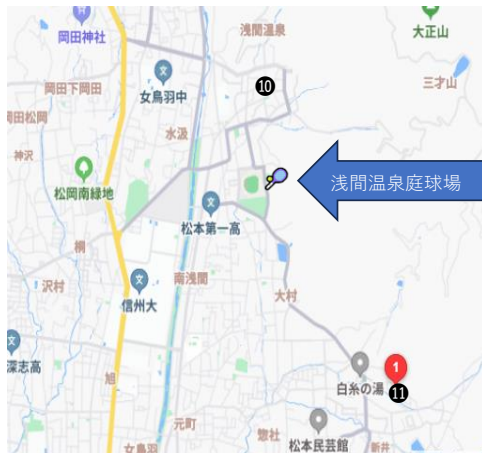 岡田神社
浅間温泉
大正山
岡田下岡田
女鳥羽中
⓾
三才山
岡田松岡
水汲
神沢
松岡南緑地
浅間温泉庭球場
松本第一高
桐
沢村
信州大
南浅間
大村
深志高
旭
白糸の湯
1
⓫
元町
惣社
松本民芸館
新井
女鳥羽